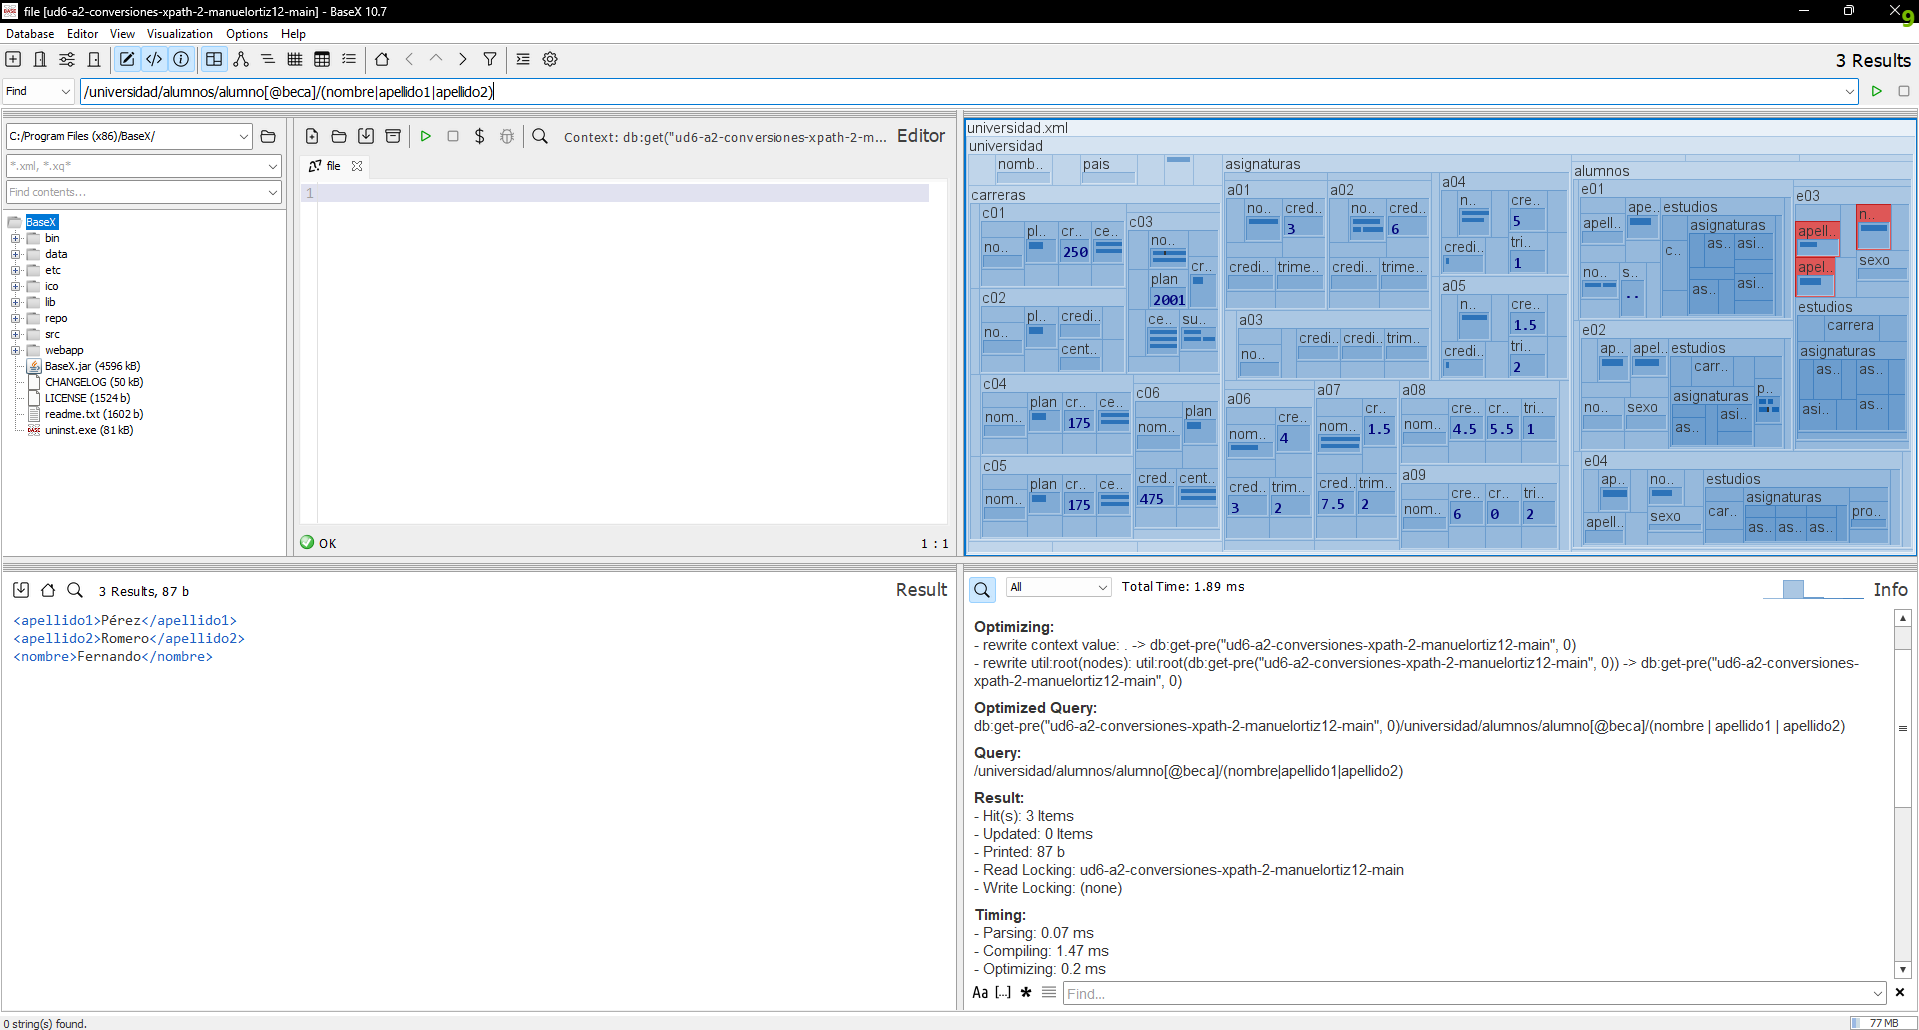 file [ud6-a2-conversiones-xpath-2-manuelortiz12-main] - BaseX 10.7
9
Database Editor View Visualization Options Help
3 Results
Find /universidad/alumnos/alumno[@beca]/(nombre|apellido1|apellido2)
C:/Program Files (x86)/BaseX/
*.xml, *.xq*
Find contents...
BaseX
bin
data
etc
ico
lib
repo
src
webapp
BaseX.jar (4596 kB)
CHANGELOG (50 kB)
LICENSE (1524 b)
readme.txt (1602 b)
uninst.exe (81 kB)
$ Context: db:get("ud6-a2-conversiones-xpath-2-m... Editor
file
1
OK 1 : 1
universidad.xml
universidad
nomb.. pais
carreras
c01
no.. pl.. cr.. 250 ce..
c02
no.. pl.. credi.. cent..
c03
no.. plan 2001 cr.. ce.. su..
c04
nom.. plan cr.. 175 ce..
c05
nom.. plan cr.. 175 ce..
c06
nom.. plan cred.. 475 cent..
asignaturas
a01
no.. cred.. 3 credi.. trime..
a02
no.. cred.. 6 credi.. trime..
a03
no.. credi.. credi.. trim..
a04
n.. cre.. 5 credi.. tri.. 1
a05
n.. cre.. 1.5 credi.. tri.. 2
a06
nom.. cre.. 4 cred.. 3 trim.. 2
a07
nom.. cr.. 1.5 cred.. 7.5 trim.. 2
a08
nom.. cre.. 4.5 cre.. 5.5 tri.. 1
a09
nom.. cre.. 6 cr.. 0 tri.. 2
alumnos
e01
apell.. ape.. no.. s.. .. estudios c.. asignaturas as.. asi.. as.. asi..
e02
ap.. apel.. no.. sexo estudios carr.. asignaturas asi.. as.. p..
e03
apell.. n.. apel.. sexo
estudios
carrera
asignaturas
as.. as.. asi.. as..
e04
ap.. no.. apell.. sexo estudios car.. asignaturas as.. as.. as.. pro..
3 Results, 87 b Result
<apellido1>Pérez</apellido1>
<apellido2>Romero</apellido2>
<nombre>Fernando</nombre>
All Total Time: 1.89 ms Info
Optimizing:
- rewrite context value: . -> db:get-pre("ud6-a2-conversiones-xpath-2-manuelortiz12-main", 0)
- rewrite util:root(nodes): util:root(db:get-pre("ud6-a2-conversiones-xpath-2-manuelortiz12-main", 0)) -> db:get-pre("ud6-a2-conversiones-
xpath-2-manuelortiz12-main", 0)
Optimized Query:
db:get-pre("ud6-a2-conversiones-xpath-2-manuelortiz12-main", 0)/universidad/alumnos/alumno[@beca]/(nombre | apellido1 | apellido2)
Query:
/universidad/alumnos/alumno[@beca]/(nombre|apellido1|apellido2)
Result:
- Hit(s): 3 Items
- Updated: 0 Items
- Printed: 87 b
- Read Locking: ud6-a2-conversiones-xpath-2-manuelortiz12-main
- Write Locking: (none)
Timing:
- Parsing: 0.07 ms
- Compiling: 1.47 ms
- Optimizing: 0.2 ms
Aa [...] * Find...
0 string(s) found. 77 MB